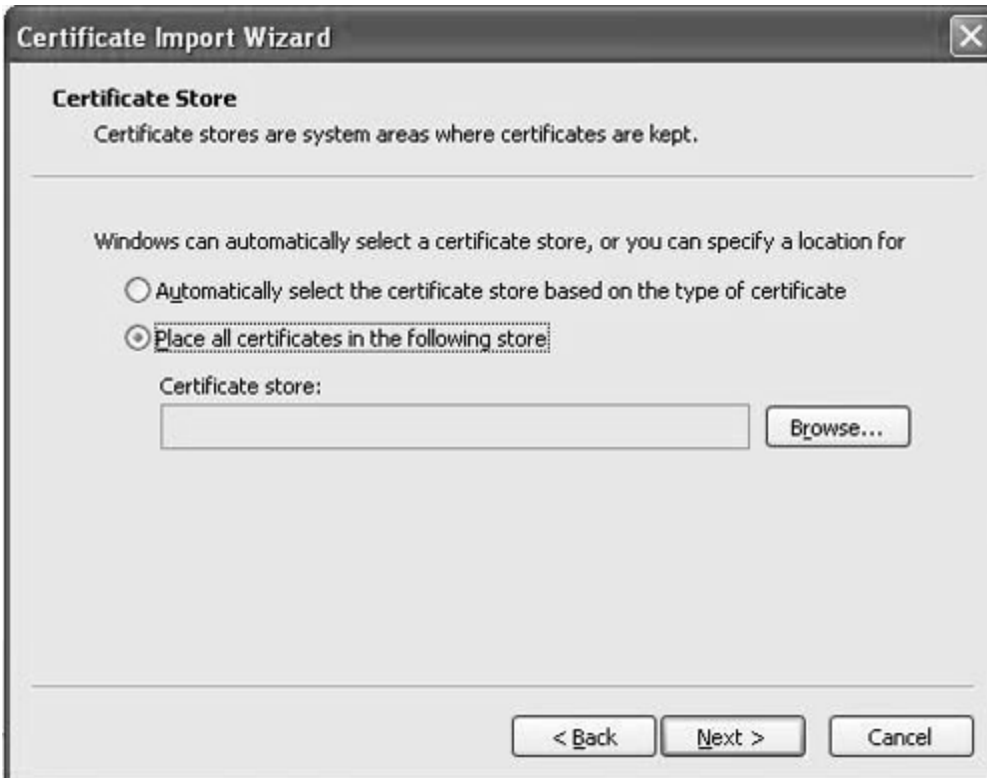 Certificate Import Wizard
Certificate Store
Certificate stores are system areas where certificates are kept.
Windows can automatically select a certificate store, or you can specify a location for
Automatically select the certificate store based on the type of certificate
Place all certificates in the following store
Certificate store:
Browse...
< Back Next > Cancel